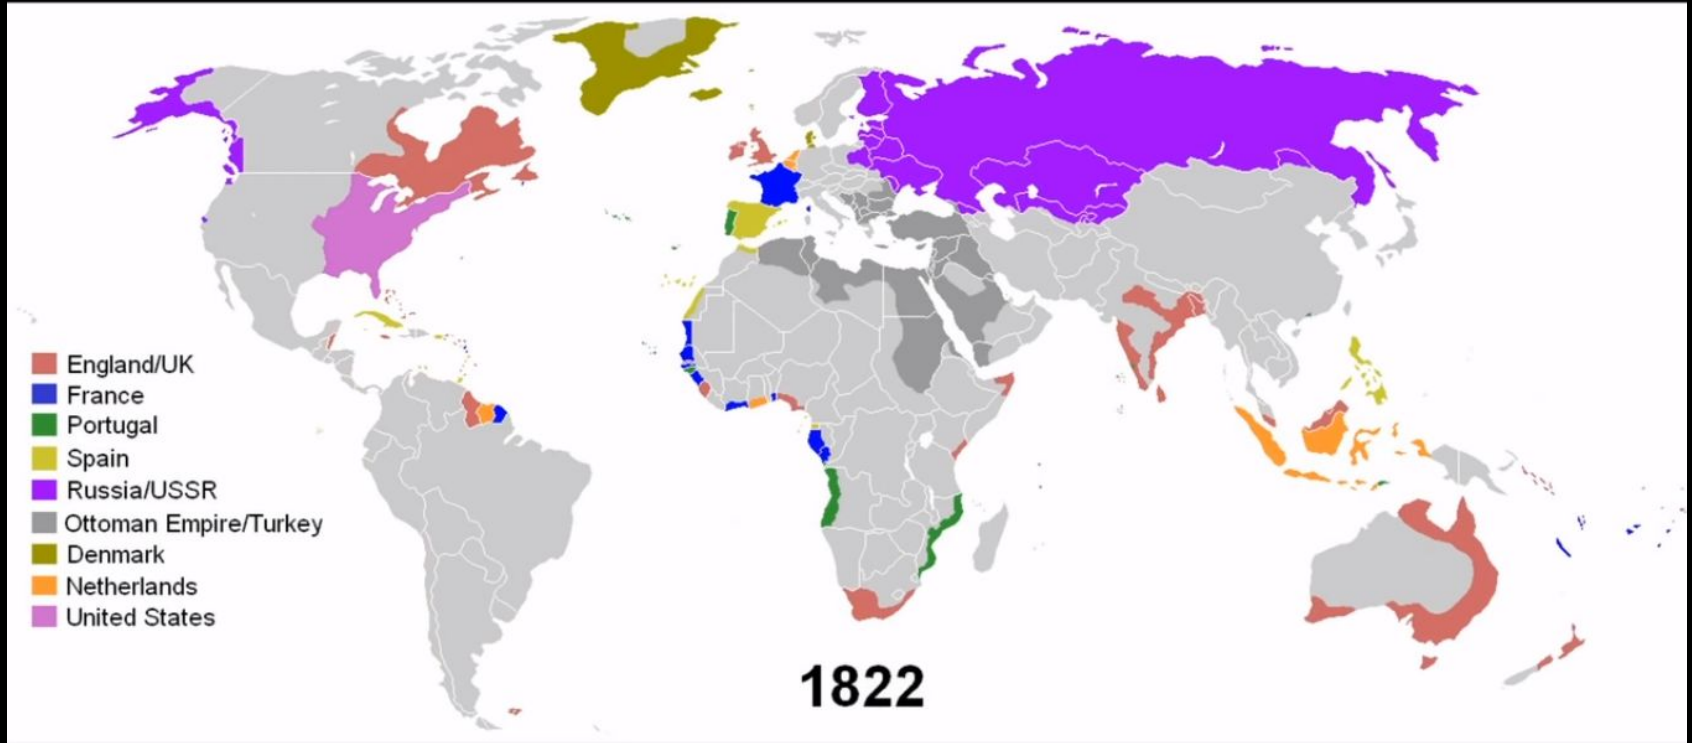 England/UK
France
Portugal
Spain
Russia/USSR
Ottoman Empire/Turkey
Denmark
Netherlands
United States
1822